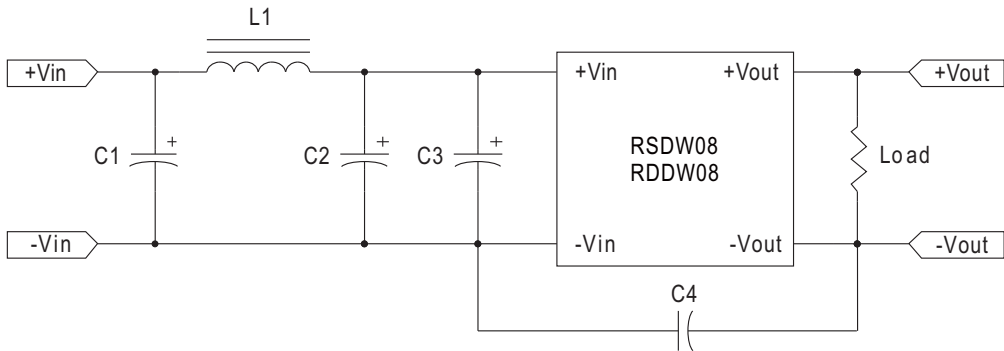 L1
+Vin
+Vin
+Vout
+Vout
C1
+
C2
+
C3
+
RSDW08
RDDW08
Load
-Vin
-Vin
-Vout
-Vout
C4